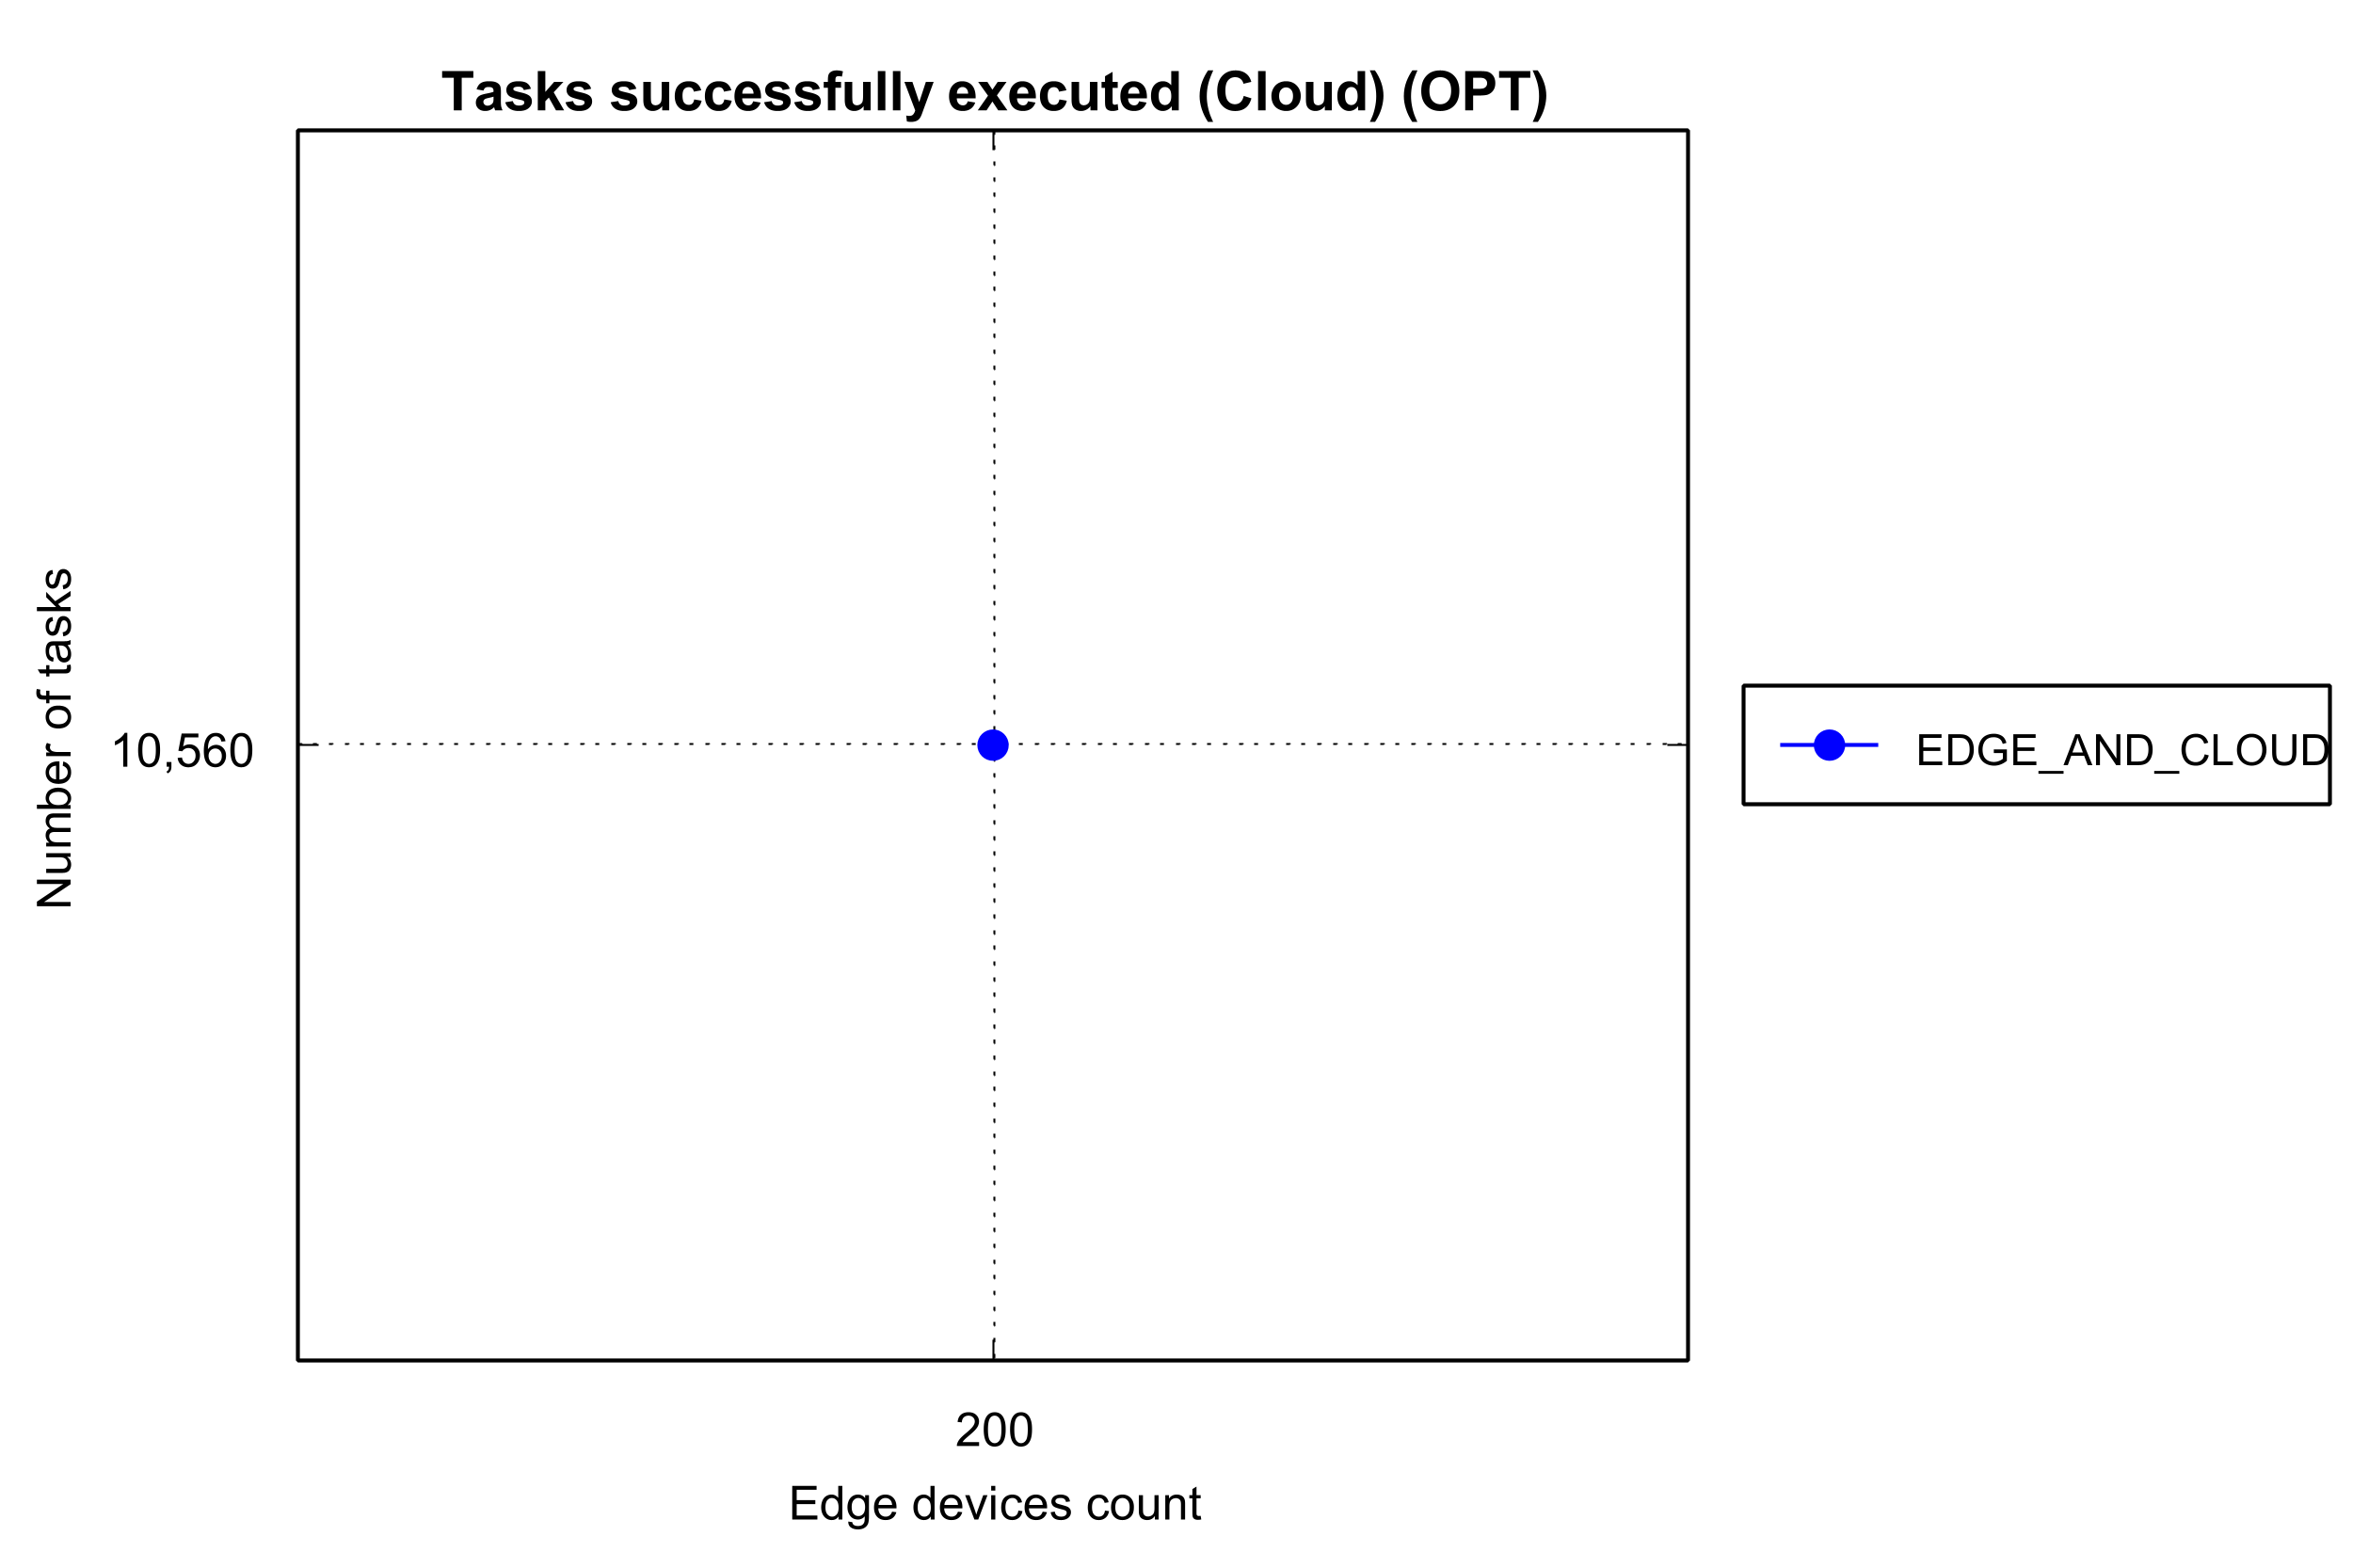 Tasks successfully executed (Cloud) (OPT)
Number of tasks
10,560
EDGE_AND_CLOUD
200
Edge devices count